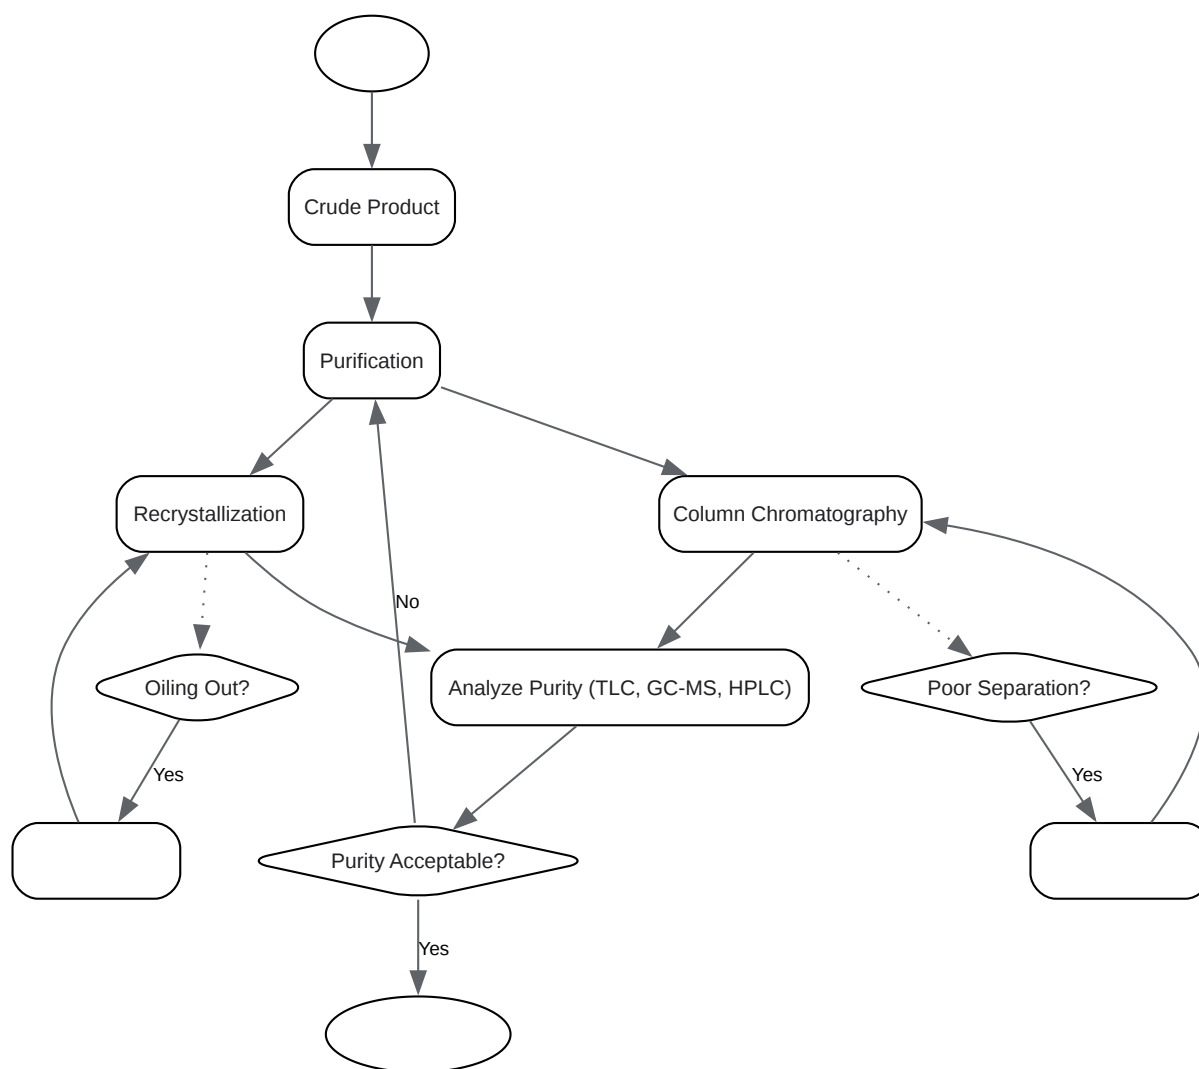 Crude Product
Purification
Recrystallization
Column Chromatography
No
Oiling Out?
Analyze Purity (TLC, GC-MS, HPLC)
Poor Separation?
Yes
Yes
Purity Acceptable?
Yes